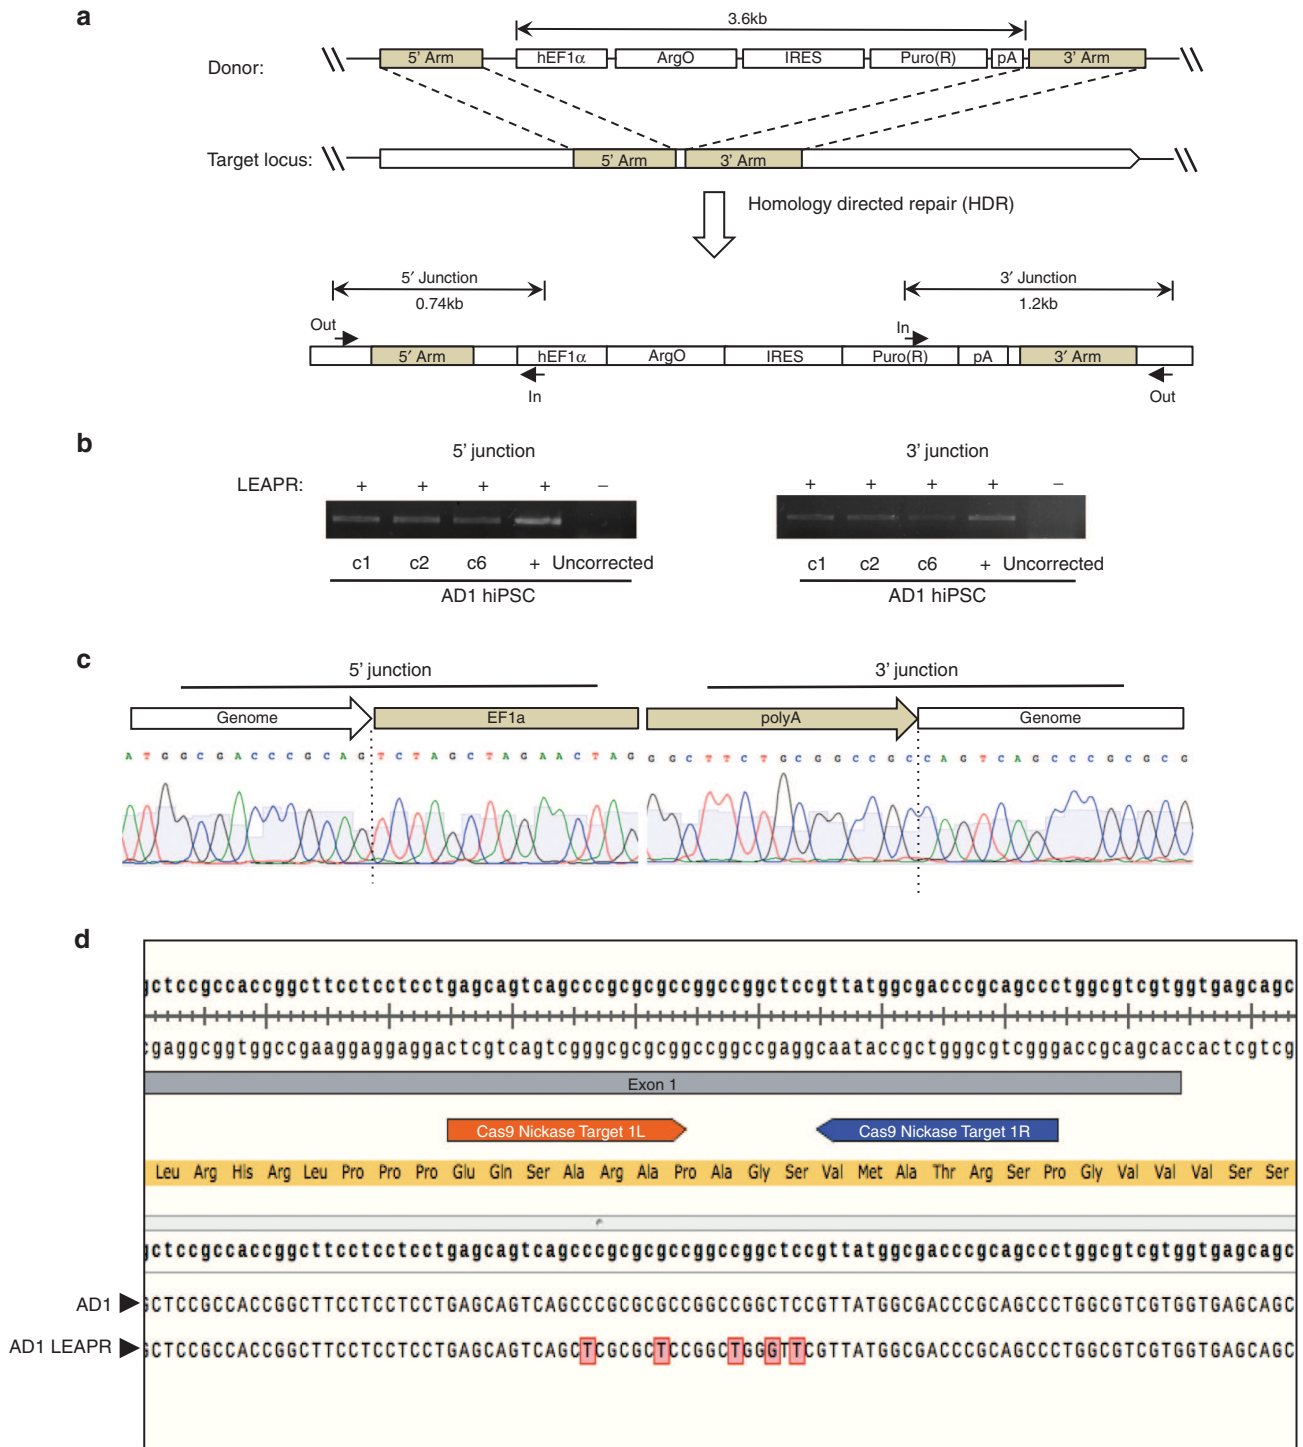 a
3.6kb
Donor: 5' Arm hEF1α ArgO IRES Puro(R) pA 3' Arm
Target locus: 5' Arm 3' Arm
Homology directed repair (HDR)
5′ Junction 3′ Junction
0.74kb 1.2kb
Out In
5′ Arm hEF1α ArgO IRES Puro(R) pA 3′ Arm
In Out
b
5' junction 3' junction
LEAPR: + + + + – + + + + –
c1 c2 c6 + Uncorrected c1 c2 c6 + Uncorrected
AD1 hiPSC AD1 hiPSC
c
5' junction 3' junction
Genome EF1a polyA Genome
A T G G C G A C C C G C A G T C T A G C T A G A A C T A G G G C T T C T G C G G C C G C C A G T C A G C C C G C G C G
d
gctccgccaccggcttcctcctcctgagcagtcagcccgcgcgccggccggctccgttatggcgacccgcagccctggcgtcgtggtgagcagc
cgaggcggtggccgaaggaggaggactcgtcagtcgggcgcgcggccggccgaggcaataccgctgggcgtcgggaccgcagcaccactcgtcg
Exon 1
Cas9 Nickase Target 1L Cas9 Nickase Target 1R
Leu Arg His Arg Leu Pro Pro Pro Glu Gln Ser Ala Arg Ala Pro Ala Gly Ser Val Met Ala Thr Arg Ser Pro Gly Val Val Val Ser Ser
gctccgccaccggcttcctcctcctgagcagtcagcccgcgcgccggccggctccgttatggcgacccgcagccctggcgtcgtggtgagcagc
AD1 GCTCCGCCACCGGCTTCCTCCTCCTGAGCAGTCAGCCCGCGCGCCGGCCGGCTCCGTTATGGCGACCCGCAGCCCTGGCGTCGTGGTGAGCAGC
AD1 LEAPR GCTCCGCCACCGGCTTCCTCCTCCTGAGCAGTCAGCTCGCGCTCCGGCTGGGTTCGTTATGGCGACCCGCAGCCCTGGCGTCGTGGTGAGCAGC